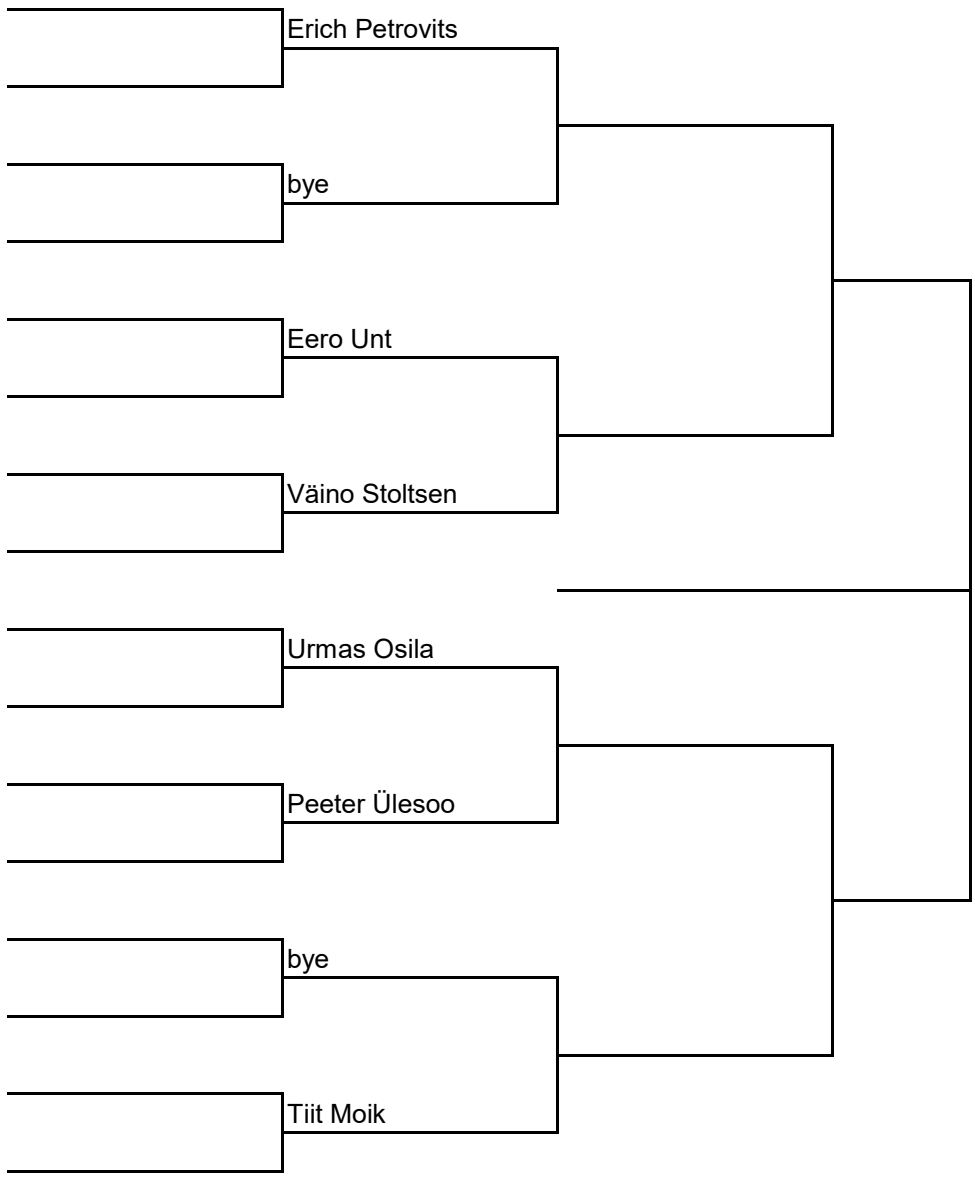 Erich Petrovits
bye
Eero Unt
Väino Stoltsen
Urmas Osila
Peeter Ülesoo
bye
Tiit Moik